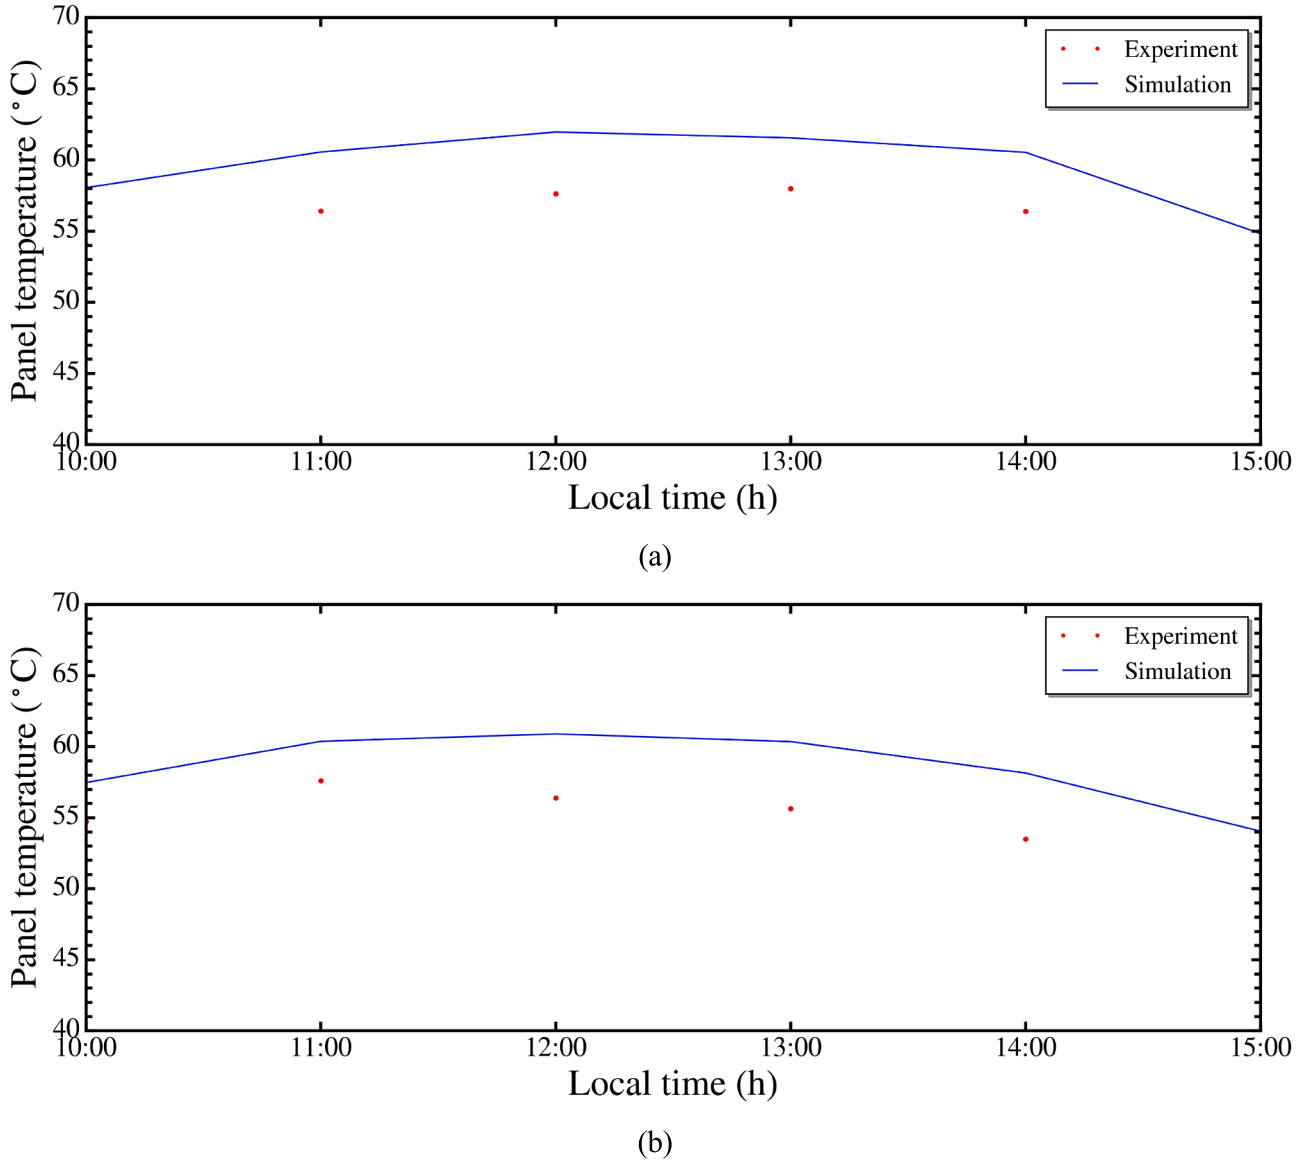 70
65
60
55
50
45
40
Panel temperature (°C)
Experiment
Simulation
10:00 11:00 12:00 13:00 14:00 15:00
Local time (h)
(a)
70
65
60
55
50
45
40
Panel temperature (°C)
Experiment
Simulation
10:00 11:00 12:00 13:00 14:00 15:00
Local time (h)
(b)